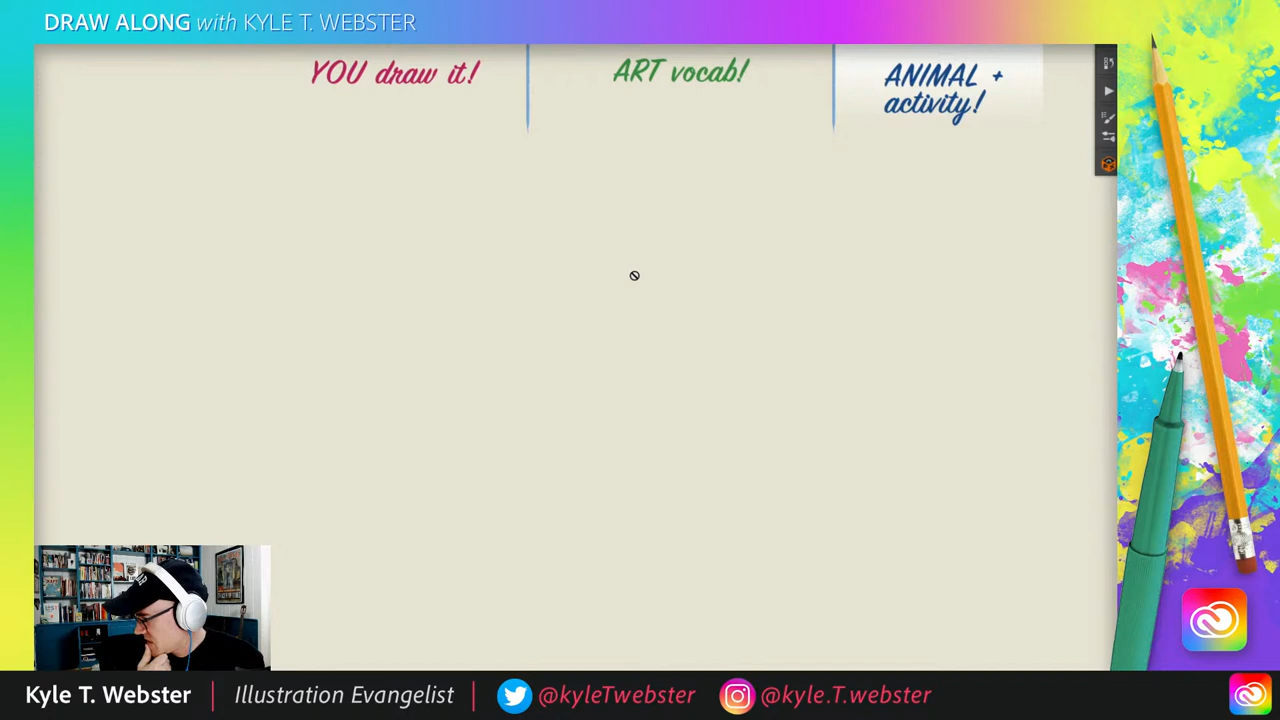 DRAW ALONG with KYLE T. WEBSTER
YOU draw it!
ART vocab!
ANIMAL +
activity!
Kyle T. Webster | Illustration Evangelist | @kyleTwebster @kyle.T.webster